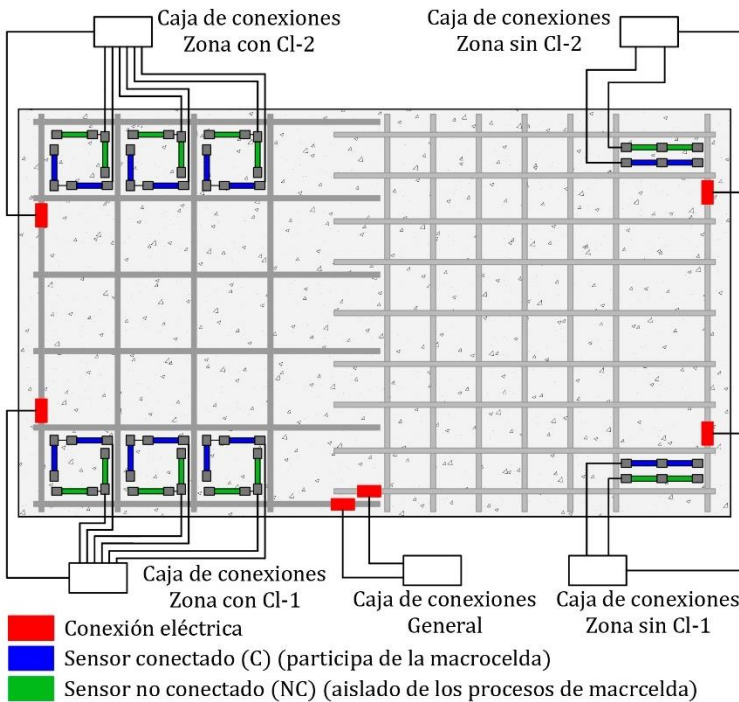 Caja de conexiones
Zona con Cl-2
Caja de conexiones
Zona sin Cl-2
Caja de conexiones
Zona con Cl-1
Caja de conexiones
General
Caja de conexiones
Zona sin Cl-1
Conexión eléctrica
Sensor conectado (C) (participa de la macrocelda)
Sensor no conectado (NC) (aislado de los procesos de macrcelda)